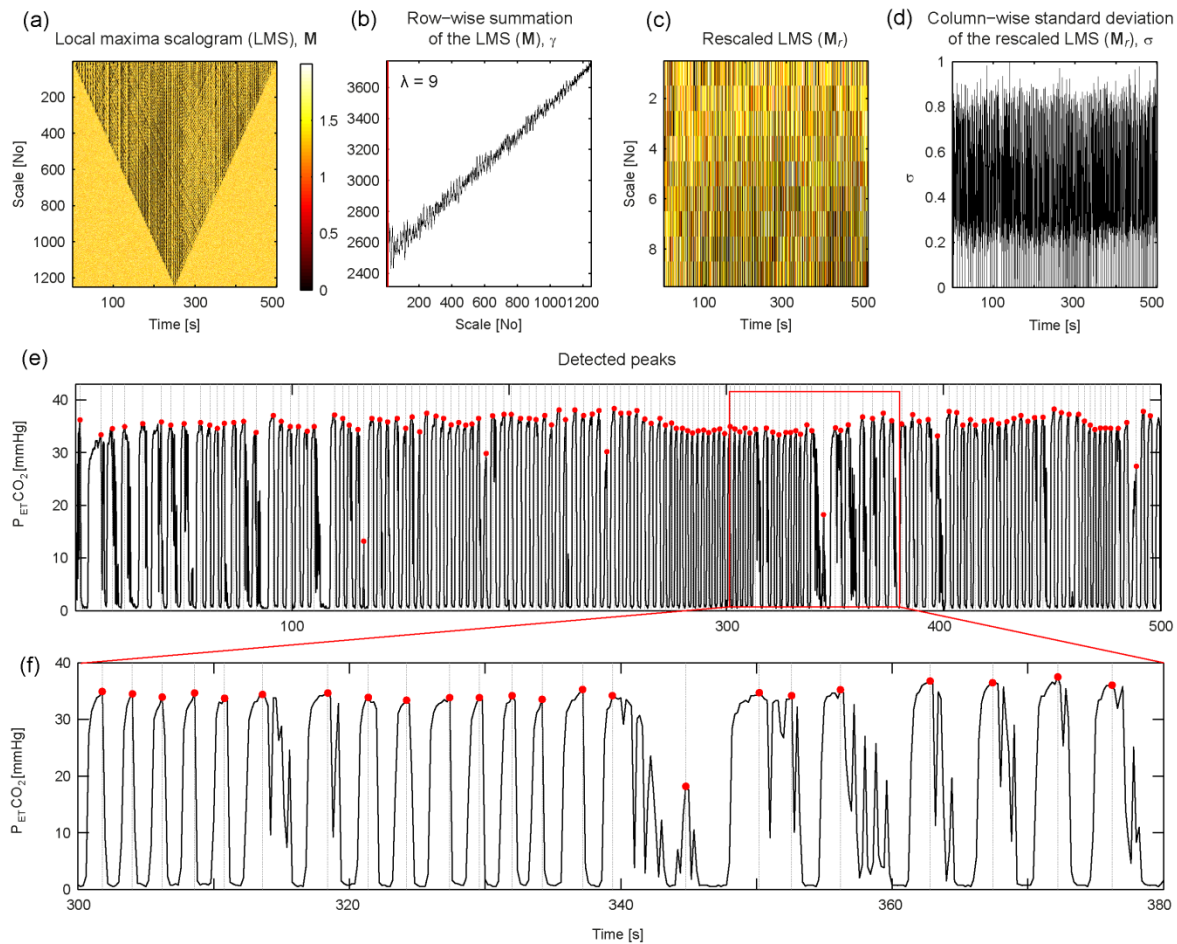 (a)
Local maxima scalogram (LMS), M
200
400
600
800
1000
1200
Scale [No]
100
300
500
Time [s]
1.5
1
0.5
0
(b)
Row−wise summation
of the LMS (M), γ
λ = 9
3600
3400
3200
3000
2800
2600
2400
200
400
600
800
1000
1200
Scale [No]
(c)
Rescaled LMS (Mr)
2
4
6
8
100
300
500
Time [s]
(d)
Column−wise standard deviation
of the rescaled LMS (Mr), σ
1
0.8
0.6
0.4
0.2
0
σ
100
300
500
Time [s]
(e)
Detected peaks
40
30
20
10
0
PETCO2[mmHg]
100
300
400
500
(f)
40
30
20
10
0
PETCO2[mmHg]
300
320
340
360
380
Time [s]